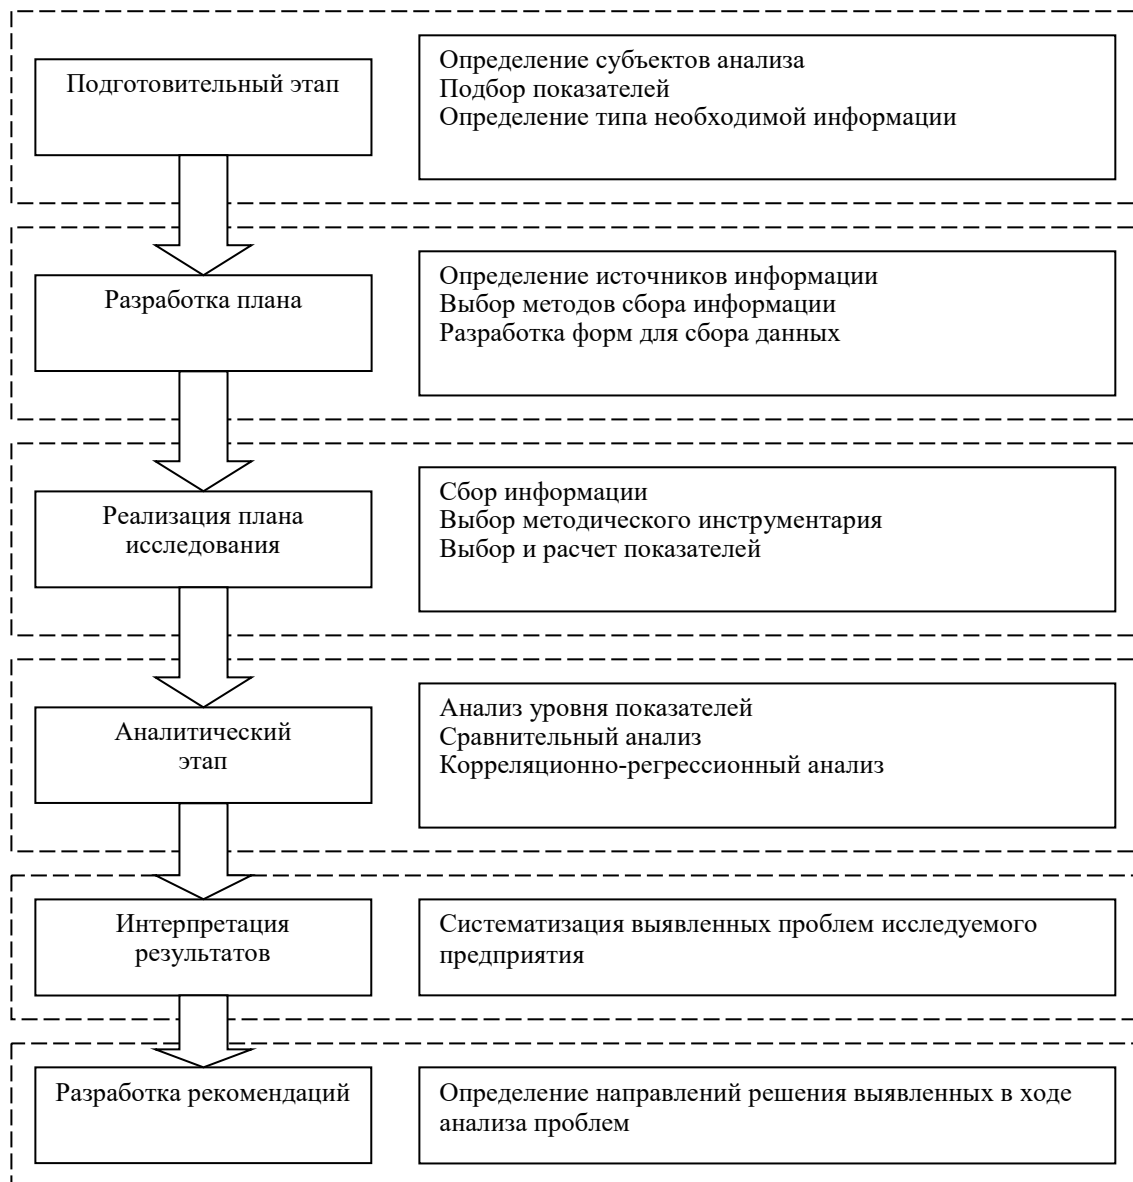 Подготовительный этап
Определение субъектов анализа
Подбор показателей
Определение типа необходимой информации
Разработка плана
Определение источников информации
Выбор методов сбора информации
Разработка форм для сбора данных
Реализация плана
исследования
Сбор информации
Выбор методического инструментария
Выбор и расчет показателей
Аналитический
этап
Анализ уровня показателей
Сравнительный анализ
Корреляционно-регрессионный анализ
Интерпретация
результатов
Систематизация выявленных проблем исследуемого
предприятия
Разработка рекомендаций
Определение направлений решения выявленных в ходе
анализа проблем